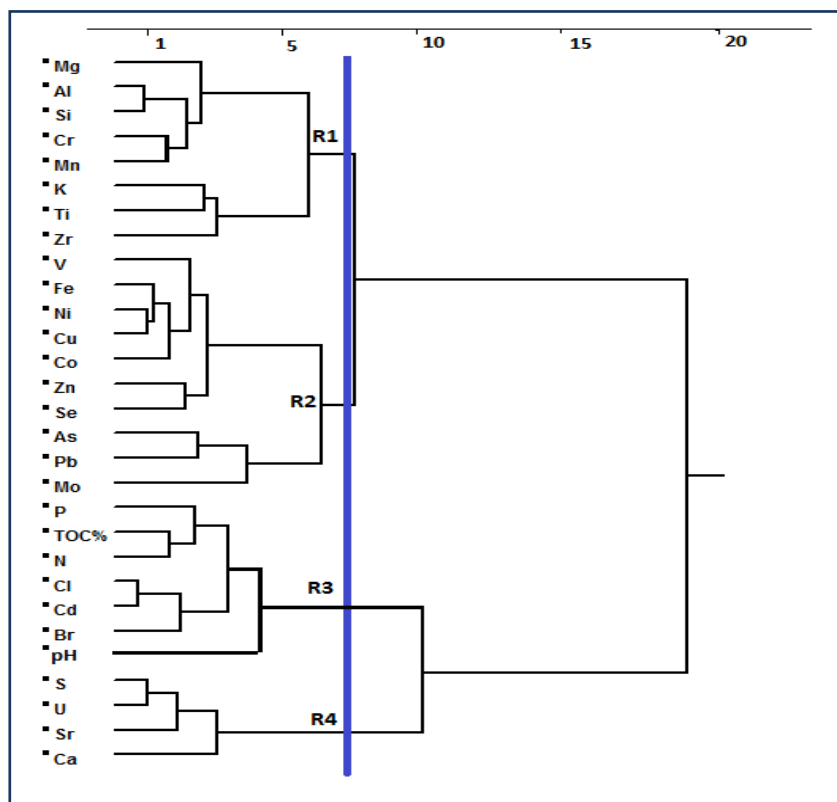 1 5 10 15 20
Mg
Al
Si
R1
Cr
Mn
K
Ti
Zr
V
Fe
Ni
Cu
Co
Zn
R2
Se
As
Pb
Mo
P
TOC%
N
Cl
R3
Cd
Br
pH
S
U
R4
Sr
Ca